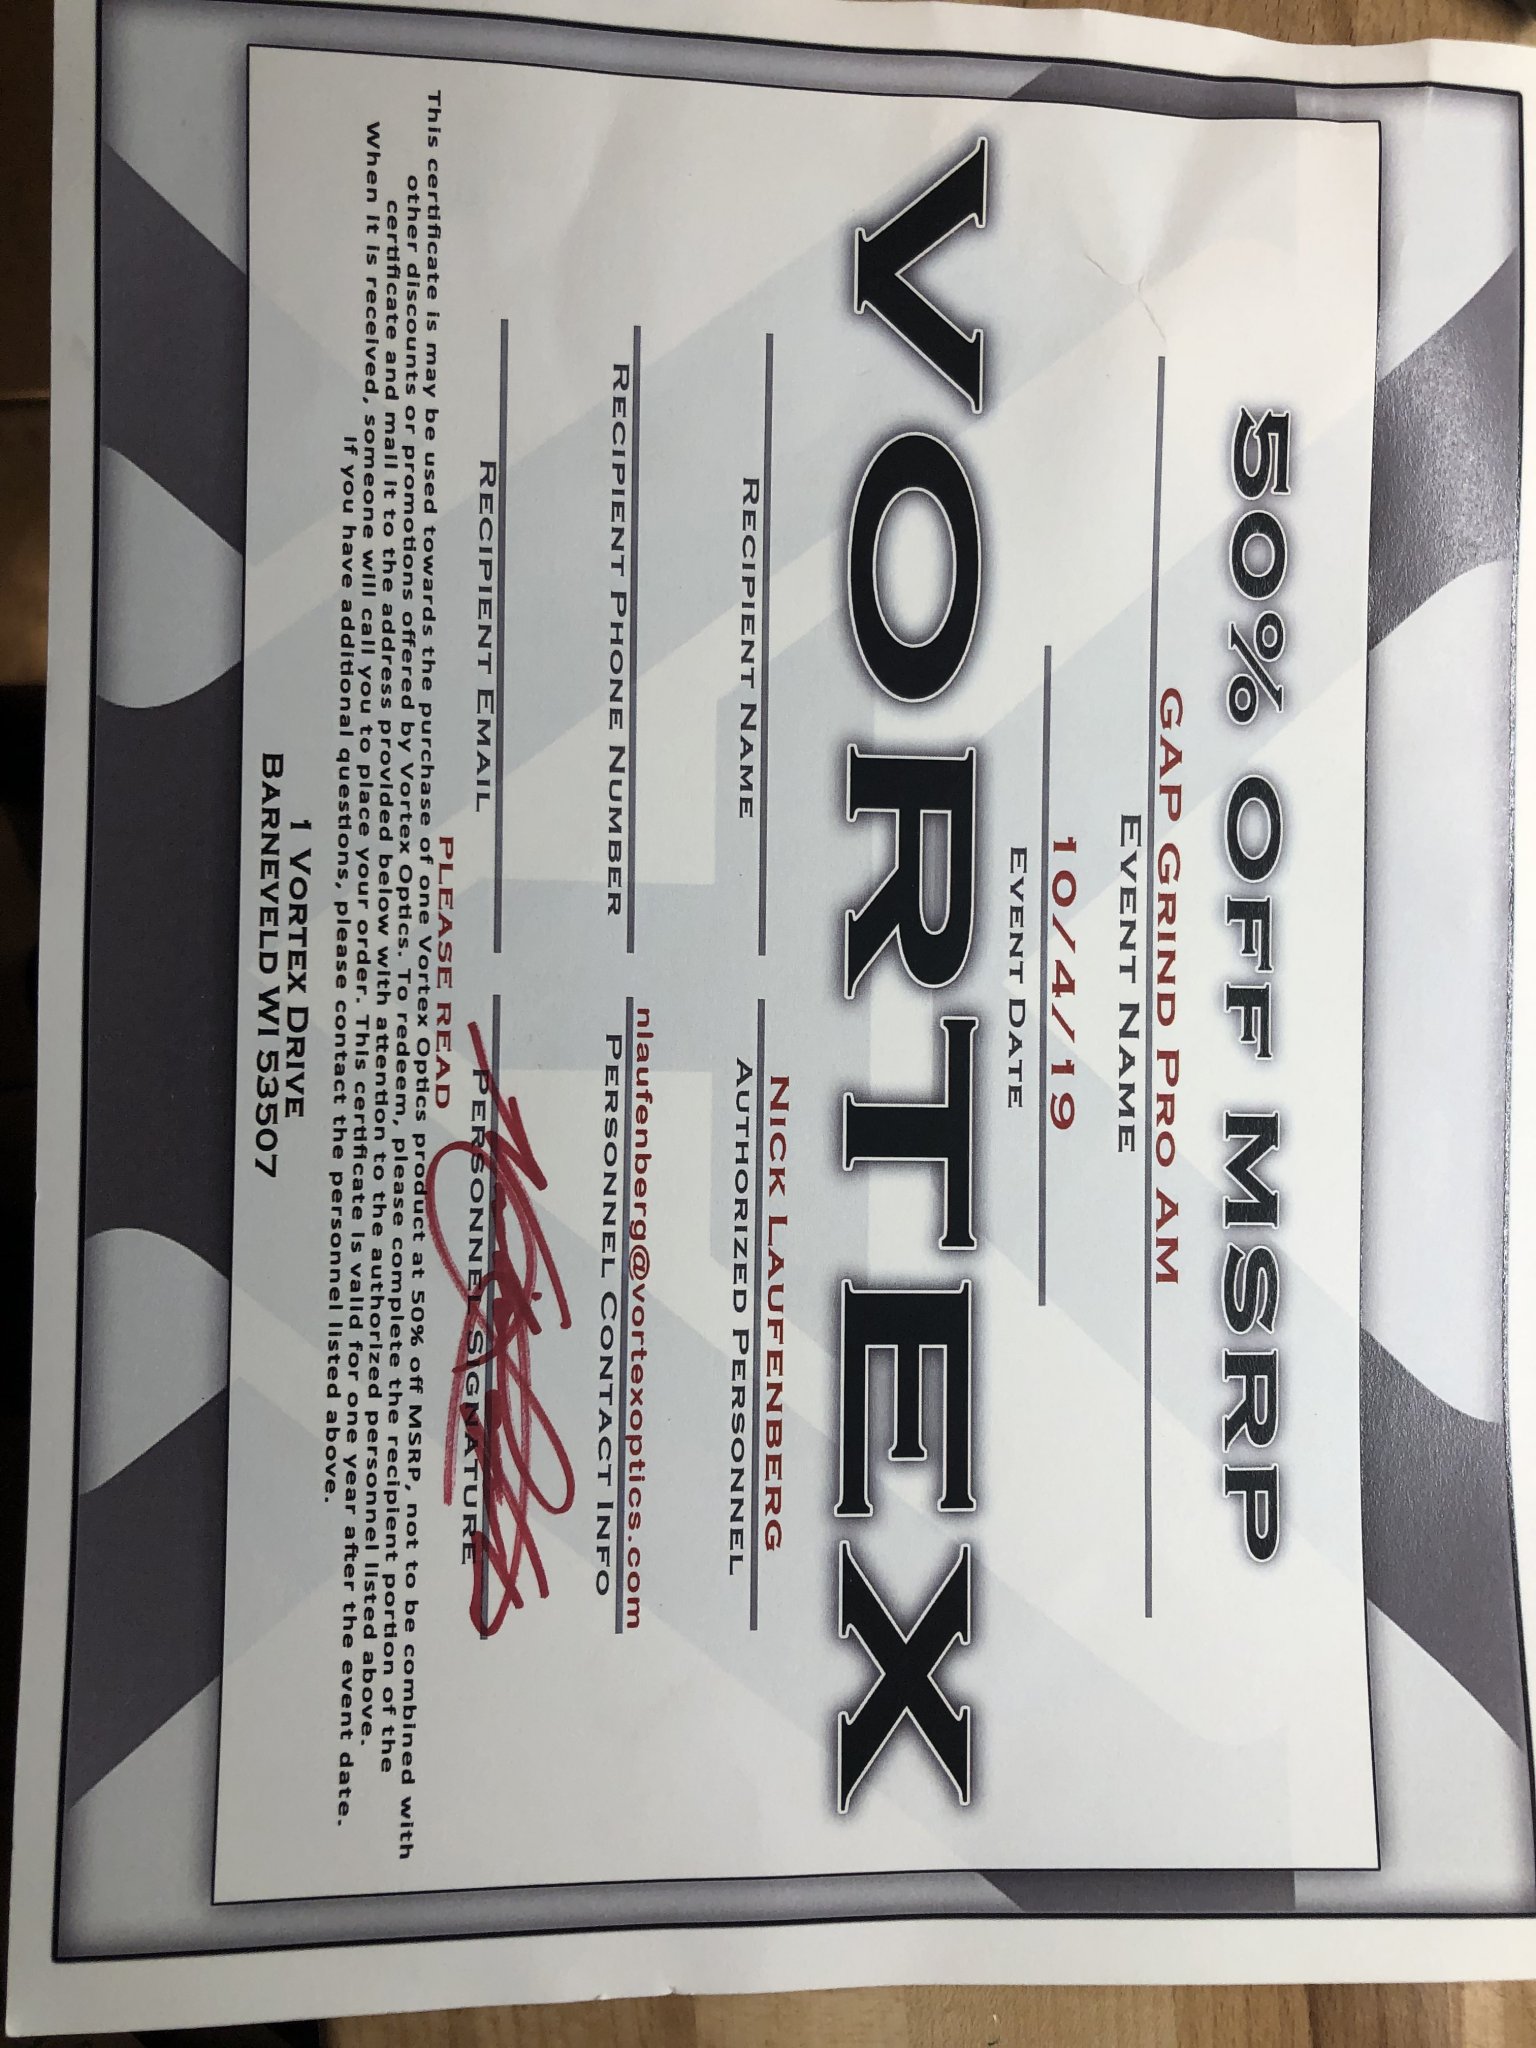 50% OFF MSRP
GAP GRIND PRO AM
EVENT NAME
10/4/19
EVENT DATE
VORTEX
NICK LAUFENBERG
RECIPIENT NAME
AUTHORIZED PERSONNEL
nlaufenberg@vortexoptics.com
RECIPIENT PHONE NUMBER
PERSONNEL CONTACT INFO
RECIPIENT EMAIL
PERSONNEL SIGNATURE
PLEASE READ
This certificate is may be used towards the purchase of one Vortex Optics product at 50% off MSRP, not to be combined with
other discounts or promotions offered by Vortex Optics. To redeem, please complete the recipient portion of the
certificate and mail it to the address provided below with attention to the authorized personnel listed above.
When it is received, someone will call you to place your order. This certificate is valid for one year after the event date.
If you have additional questions, please contact the personnel listed above.
1 VORTEX DRIVE
BARNEVELD WI 53507